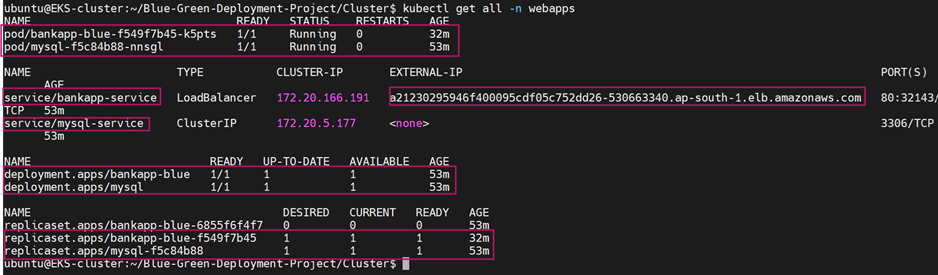 ubuntu@EKS-cluster:~/Blue-Green-Deployment-Project/Cluster$ kubectl get all -n webapps
NAME READY STATUS RESTARTS AGE
pod/bankapp-blue-f549f7b45-k5pts 1/1 Running 0 32m
pod/mysql-f5c84b88-nnsgl 1/1 Running 0 53m
NAME TYPE CLUSTER-IP EXTERNAL-IP PORT(S)
AGE
service/bankapp-service LoadBalancer 172.20.166.191 a21230295946f400095cdf05c752dd26-530663340.ap-south-1.elb.amazonaws.com 80:32143/
TCP 53m
service/mysql-service ClusterIP 172.20.5.177 <none> 3306/TCP
53m
NAME READY UP-TO-DATE AVAILABLE AGE
deployment.apps/bankapp-blue 1/1 1 1 53m
deployment.apps/mysql 1/1 1 1 53m
NAME DESIRED CURRENT READY AGE
replicaset.apps/bankapp-blue-6855f6f4f7 0 0 0 53m
replicaset.apps/bankapp-blue-f549f7b45 1 1 1 32m
replicaset.apps/mysql-f5c84b88 1 1 1 53m
ubuntu@EKS-cluster:~/Blue-Green-Deployment-Project/Cluster$